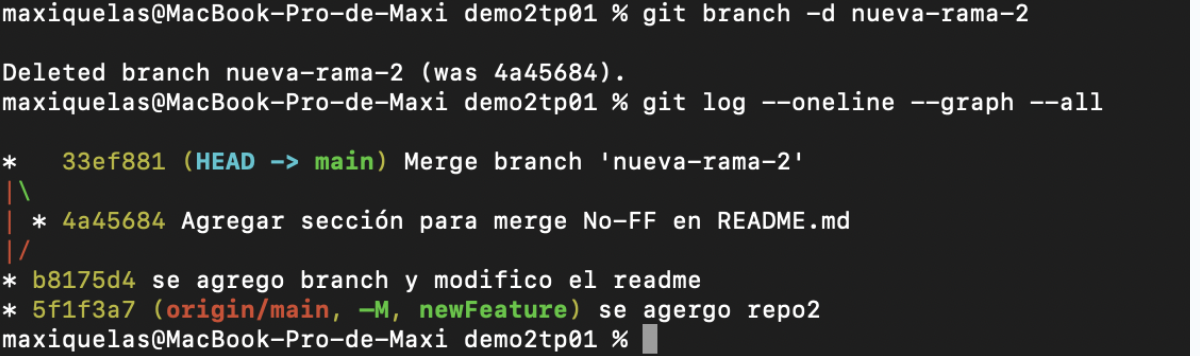 maxiquelas@MacBook-Pro-de-Maxi demo2tp01 % git branch -d nueva-rama-2
Deleted branch nueva-rama-2 (was 4a45684).
maxiquelas@MacBook-Pro-de-Maxi demo2tp01 % git log --oneline --graph --all
*   33ef881 (HEAD -> main) Merge branch 'nueva-rama-2'
|\
| * 4a45684 Agregar sección para merge No-FF en README.md
|/
* b8175d4 se agrego branch y modifico el readme
* 5f1f3a7 (origin/main, —M, newFeature) se agergo repo2
maxiquelas@MacBook-Pro-de-Maxi demo2tp01 %